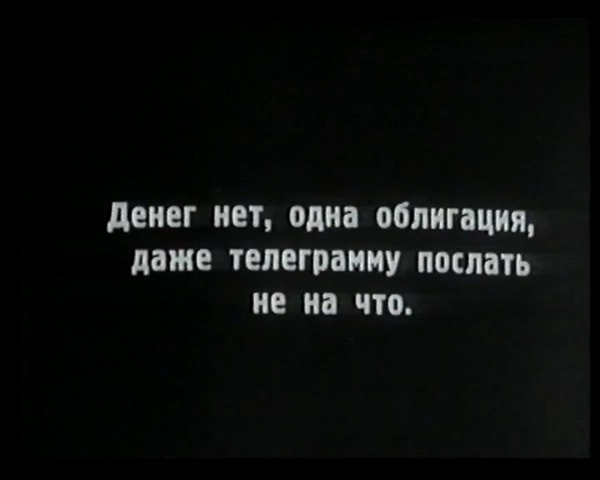 Денег нет, одна облигация,
даже телеграмму послать
не на что.